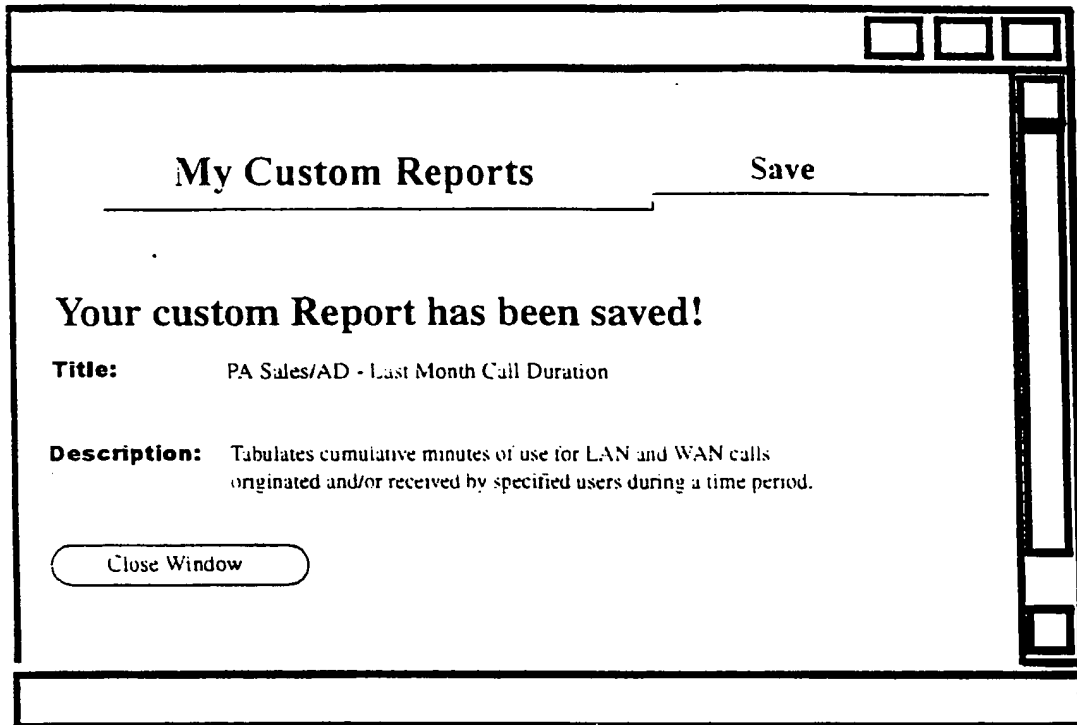 My Custom Reports Save
Your custom Report has been saved!
Title: PA Sales/AD - Last Month Call Duration
Description: Tabulates cumulative minutes of use for LAN and WAN calls
originated and/or received by specified users during a time period.
Close Window